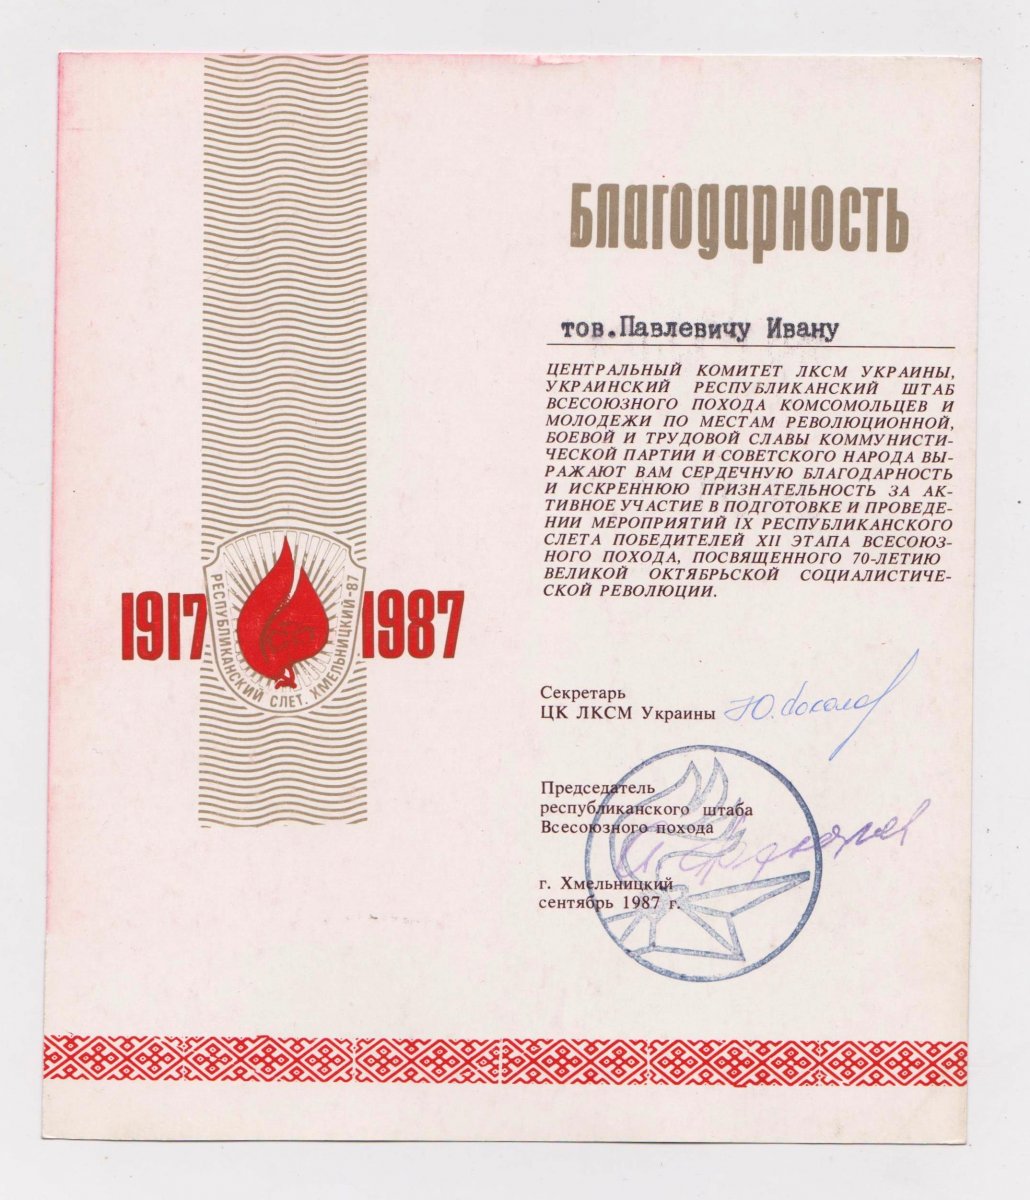 Благодарность
тов.Павлевичу Ивану
ЦЕНТРАЛЬНЫЙ КОМИТЕТ ЛКСМ УКРАИНЫ,
УКРАИНСКИЙ РЕСПУБЛИКАНСКИЙ ШТАБ
ВСЕСОЮЗНОГО ПОХОДА КОМСОМОЛЬЦЕВ И
МОЛОДЕЖИ ПО МЕСТАМ РЕВОЛЮЦИОННОЙ,
БОЕВОЙ И ТРУДОВОЙ СЛАВЫ КОММУНИСТИ-
ЧЕСКОЙ ПАРТИИ И СОВЕТСКОГО НАРОДА ВЫ-
РАЖАЮТ ВАМ СЕРДЕЧНУЮ БЛАГОДАРНОСТЬ
И ИСКРЕННЮЮ ПРИЗНАТЕЛЬНОСТЬ ЗА АК-
ТИВНОЕ УЧАСТИЕ В ПОДГОТОВКЕ И ПРОВЕДЕ-
НИИ МЕРОПРИЯТИЙ IX РЕСПУБЛИКАНСКОГО
СЛЕТА ПОБЕДИТЕЛЕЙ XII ЭТАПА ВСЕСОЮЗ-
НОГО ПОХОДА, ПОСВЯЩЕННОГО 70-ЛЕТИЮ
ВЕЛИКОЙ ОКТЯБРЬСКОЙ СОЦИАЛИСТИЧЕ-
СКОЙ РЕВОЛЮЦИИ.
1917 1987
РЕСПУБЛИКАНСКИЙ СЛЕТ. ХМЕЛЬНИЦКИЙ-87
Секретарь
ЦК ЛКСМ Украины
Председатель
республиканского штаба
Всесоюзного похода
г. Хмельницкий
сентябрь 1987 г.